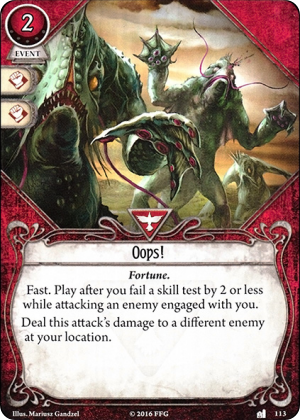 2
EVENT
Oops!
Fortune.
Fast. Play after you fail a skill test by 2 or less
while attacking an enemy engaged with you.
Deal this attack's damage to a different enemy
at your location.
Illus. Mariusz Gandzel
© 2016 FFG
113